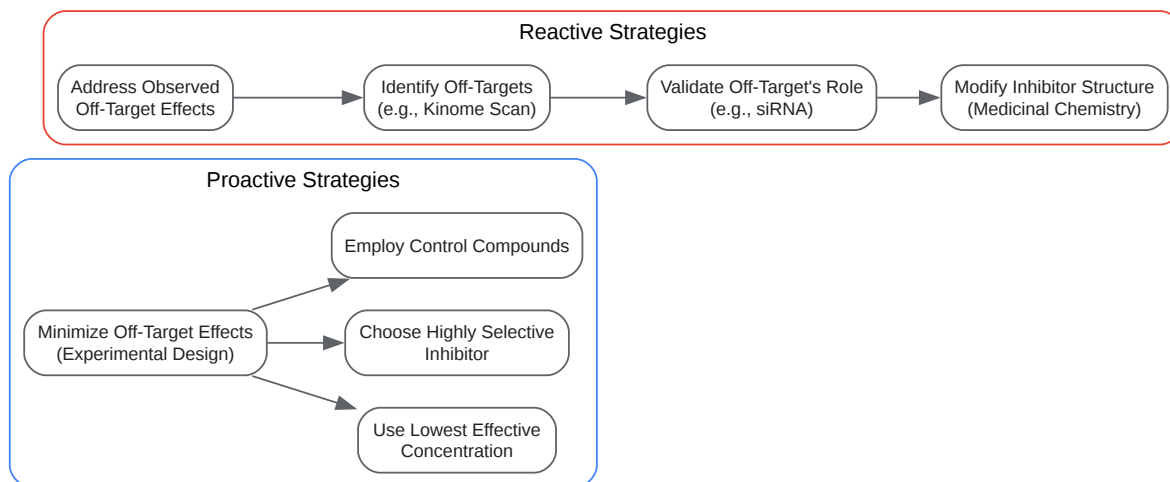 Reactive Strategies
Address Observed
Off-Target Effects
Identify Off-Targets
(e.g., Kinome Scan)
Validate Off-Target's Role
(e.g., siRNA)
Modify Inhibitor Structure
(Medicinal Chemistry)
Proactive Strategies
Employ Control Compounds
Minimize Off-Target Effects
(Experimental Design)
Choose Highly Selective
Inhibitor
Use Lowest Effective
Concentration